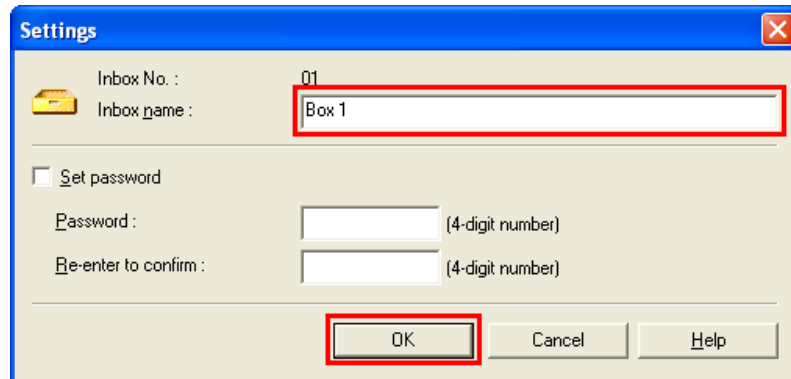 Settings
Inbox No. : 01
Inbox name : Box 1
Set password
Password : (4-digit number)
Re-enter to confirm : (4-digit number)
OK Cancel Help